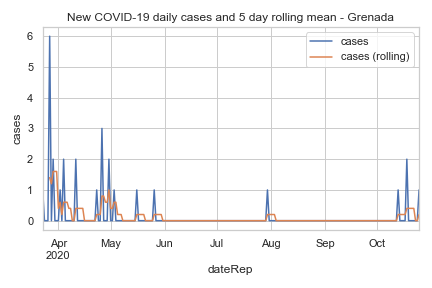 New COVID-19 daily cases and 5 day rolling mean - Grenada
cases
cases (rolling)
cases
6
5
4
3
2
1
0
Apr
2020
May
Jun
Jul
Aug
Sep
Oct
dateRep